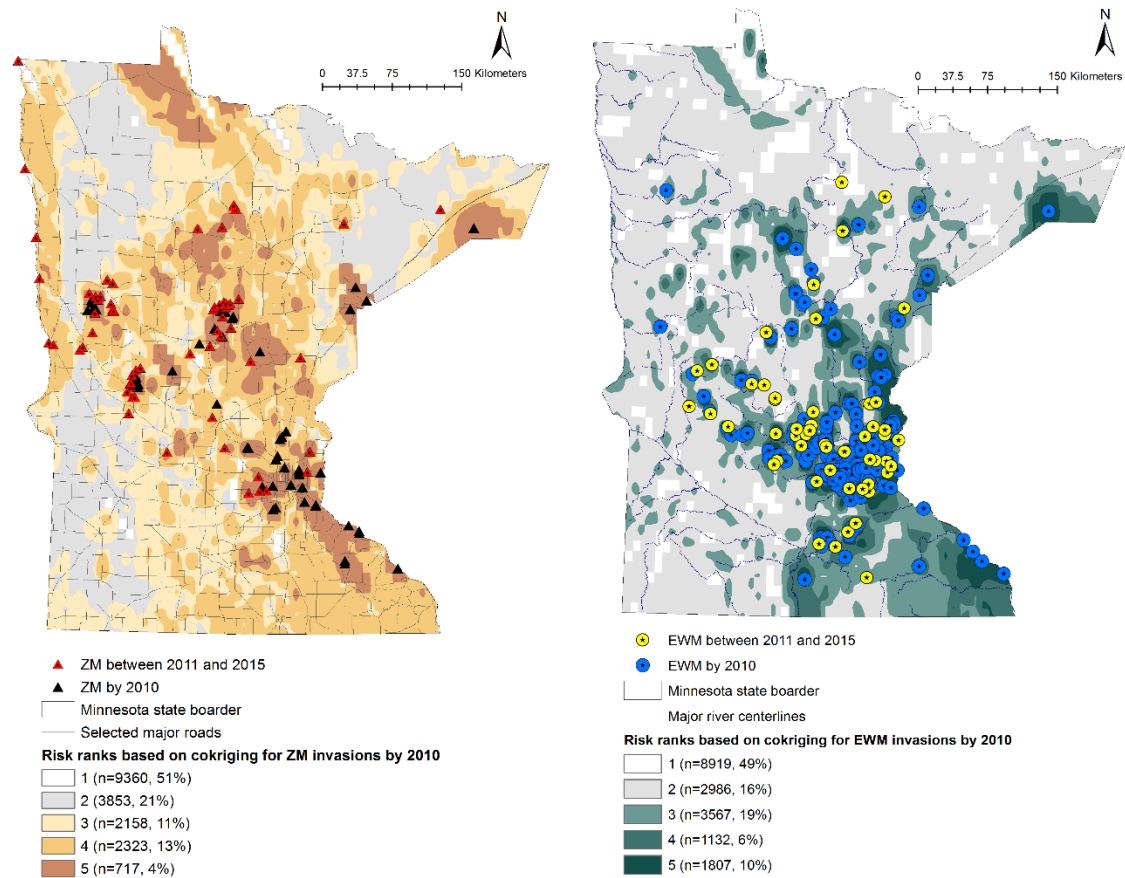 N
0 37.5 75 150 Kilometers
ZM between 2011 and 2015
ZM by 2010
Minnesota state boarder
Selected major roads
Risk ranks based on cokriging for ZM invasions by 2010
1 (n=9360, 51%)
2 (3853, 21%)
3 (n=2158, 11%)
4 (n=2323, 13%)
5 (n=717, 4%)
N
0 37.5 75 150 Kilometers
EWM between 2011 and 2015
EWM by 2010
Minnesota state boarder
Major river centerlines
Risk ranks based on cokriging for EWM invasions by 2010
1 (n=8919, 49%)
2 (n=2986, 16%)
3 (n=3567, 19%)
4 (n=1132, 6%)
5 (n=1807, 10%)